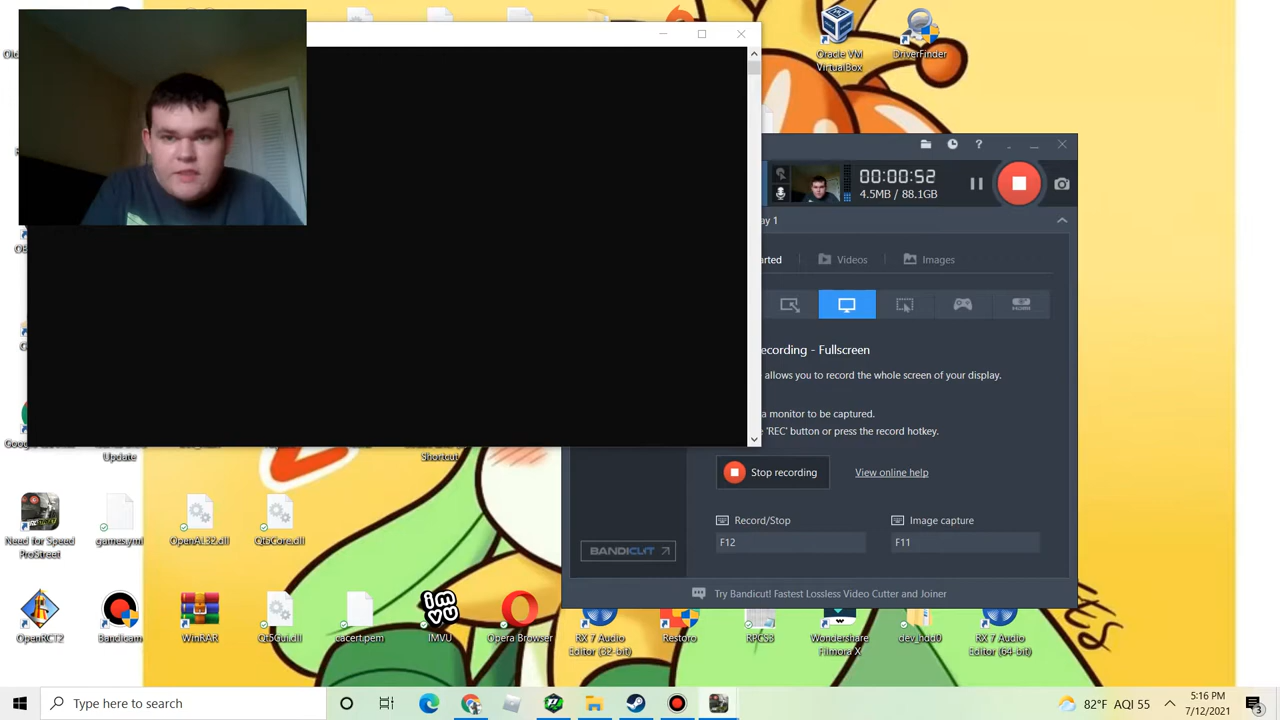 Oracle VM
VirtualBox
DriverFinder
00:00:52
4.5MB / 88.1GB
ay 1
arted
Videos
Images
ecording - Fullscreen
allows you to record the whole screen of your display.
a monitor to be captured.
'REC' button or press the record hotkey.
Stop recording
View online help
Record/Stop
Image capture
F12
F11
BANDICUT
Try Bandicut! Fastest Lossless Video Cutter and Joiner
Update
Shortcut
Need for Speed
ProStreet
games.yml
OpenAL32.dll
Qt5Core.dll
OpenRCT2
Bandicam
WinRAR
Qt5Gui.dll
cacert.pem
imvu
IMVU
Opera Browser
RX 7 Audio
Editor (32-bit)
Restoro
RPCS3
Wondershare
Filmora X
dev_hdd0
RX 7 Audio
Editor (64-bit)
Type here to search
82°F AQI 55
5:16 PM
7/12/2021
3